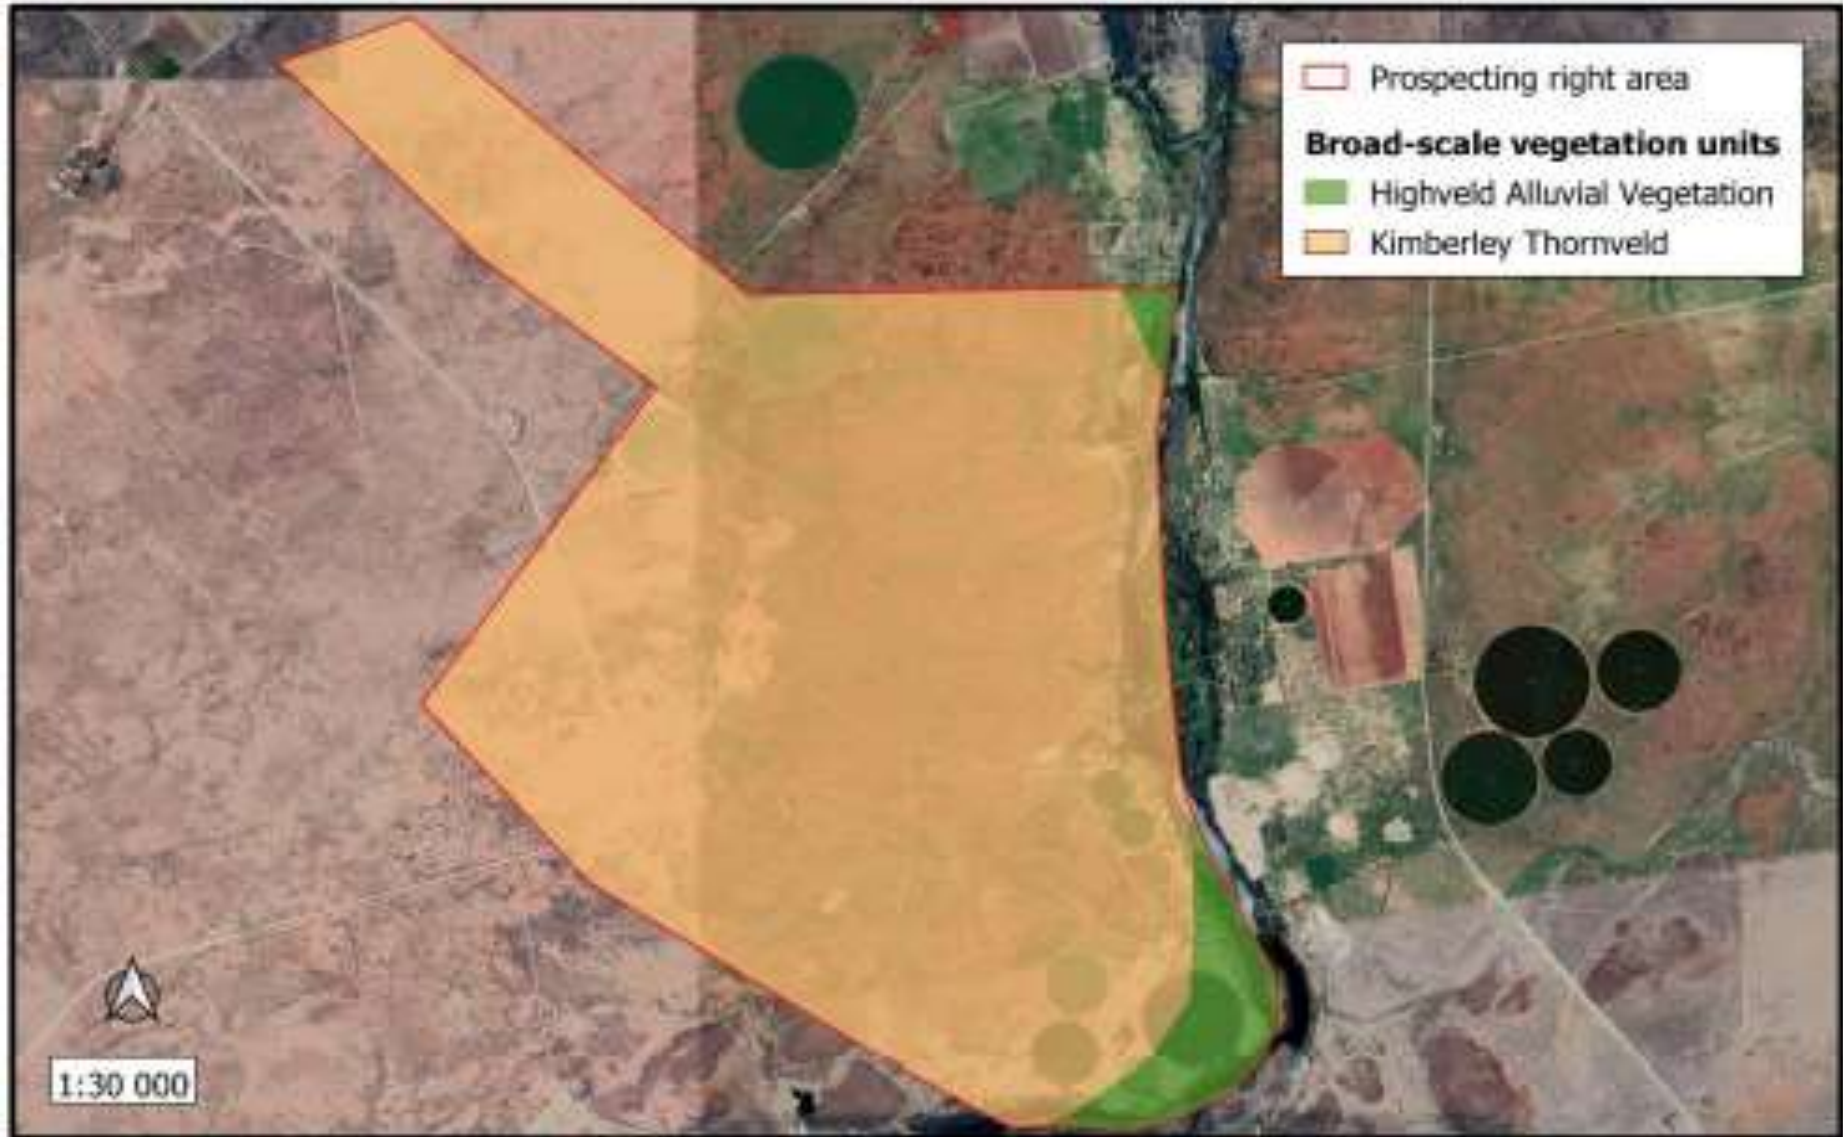 Prospecting right area
Broad-scale vegetation units
Highveld Alluvial Vegetation
Kimberley Thornveld
1:30 000